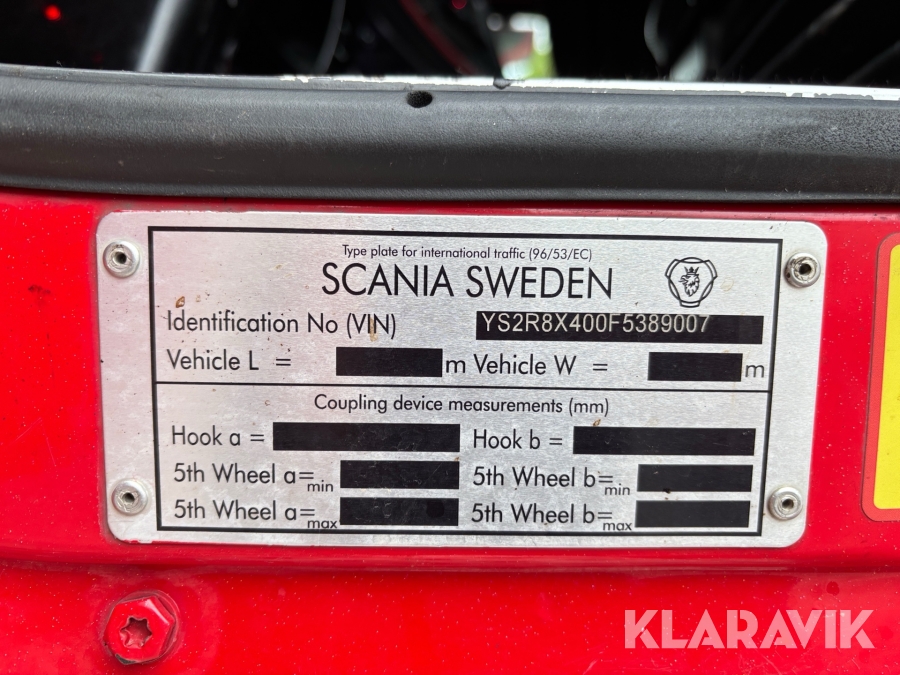 Type plate for international traffic (96/53/EC)
SCANIA SWEDEN
Identification No (VIN) YS2R8X400F5389007
Vehicle L = m Vehicle W = m
Coupling device measurements (mm)
Hook a = Hook b =
5th Wheel a=min 5th Wheel b=min
5th Wheel a=max 5th Wheel b=max
KLARAVIK